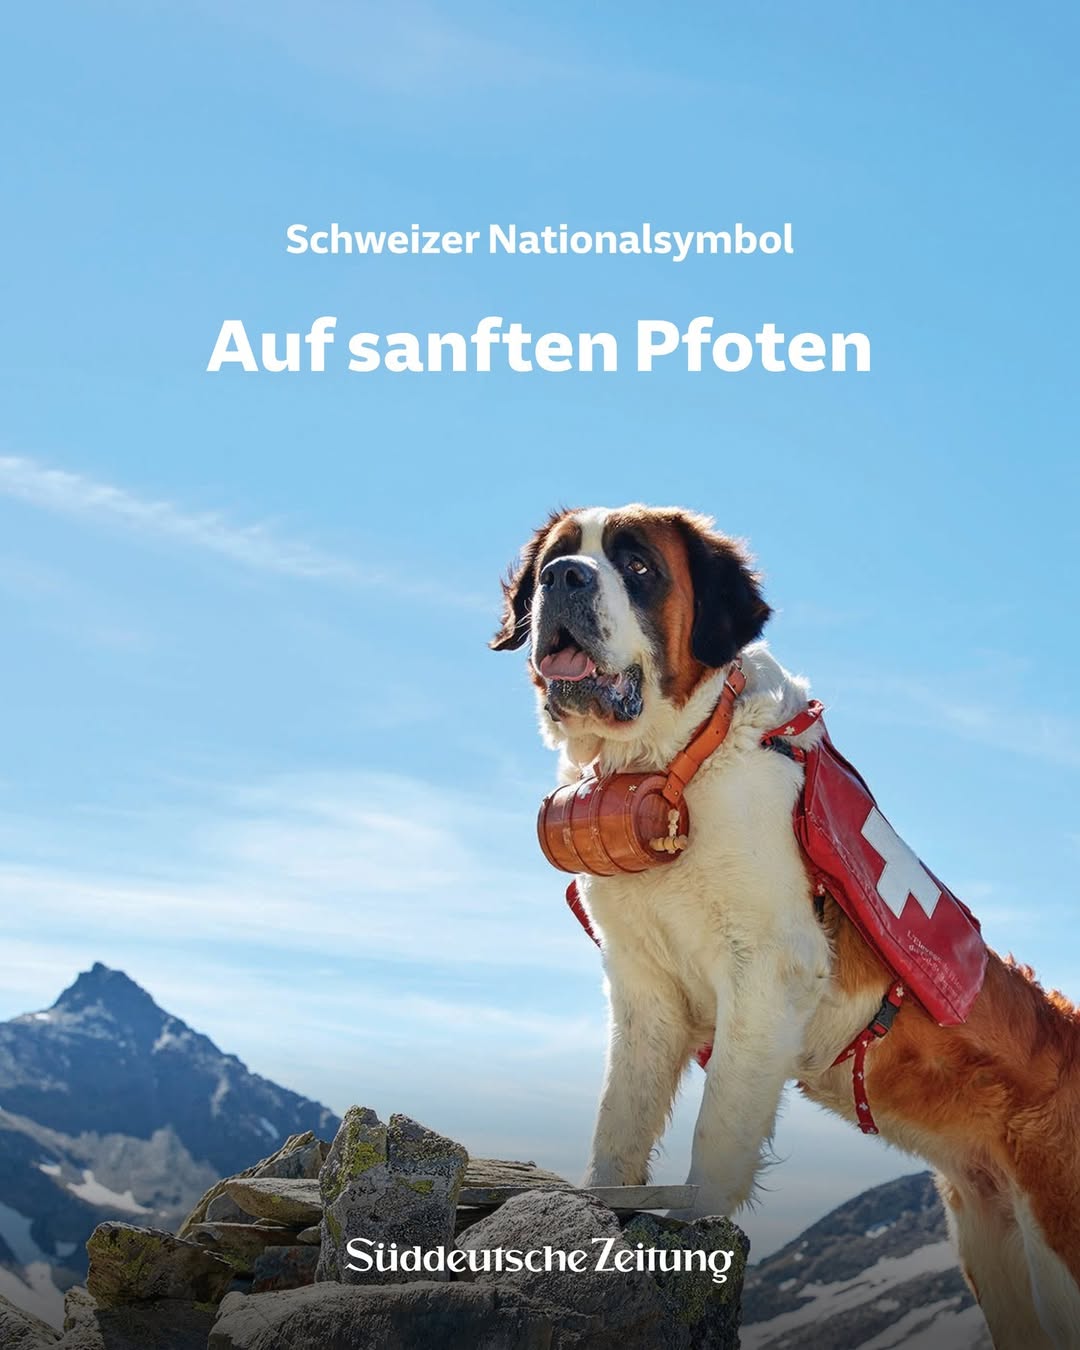 Schweizer Nationalsymbol
Auf sanften Pfoten
Süddeutsche Zeitung